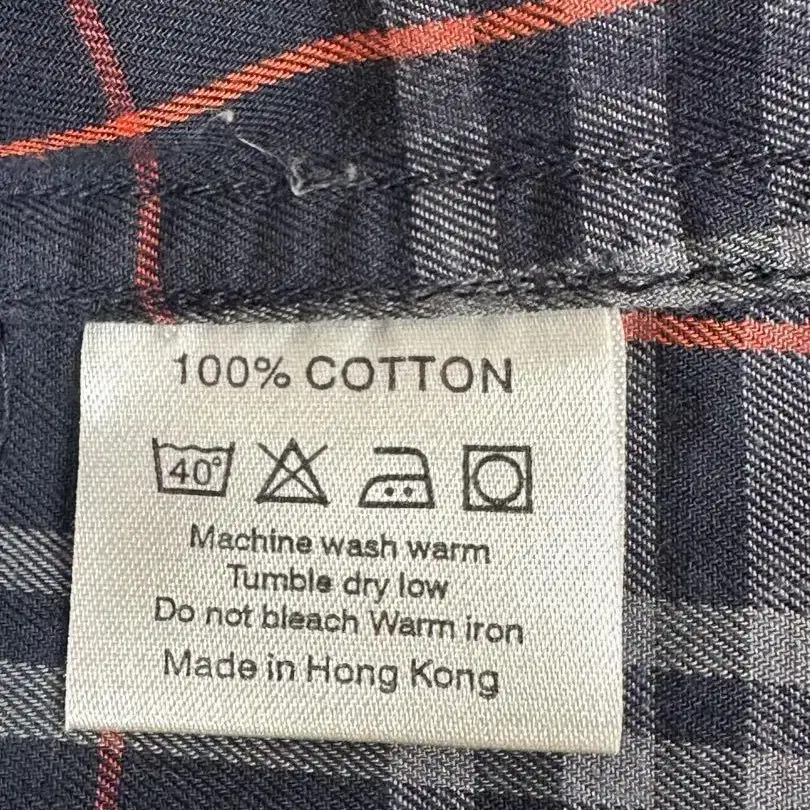 100% COTTON
40°
Machine wash warm
Tumble dry low
Do not bleach Warm iron
Made in Hong Kong